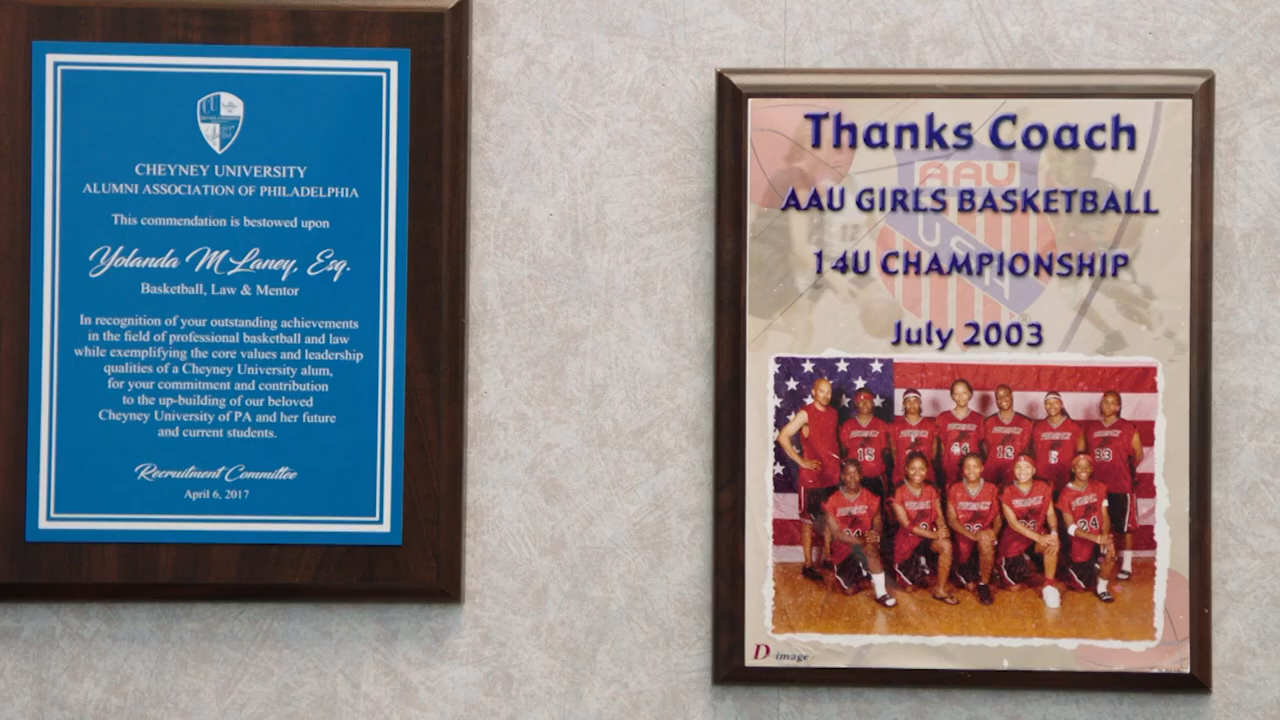 CHEYNEY UNIVERSITY
ALUMNI ASSOCIATION OF PHILADELPHIA
This commendation is bestowed upon
Yolanda M Laney, Esq.
Basketball, Law & Mentor
In recognition of your outstanding achievements
in the field of professional basketball and law
while exemplifying the core values and leadership
qualities of a Cheyney University alum,
for your commitment and contribution
to the up-building of our beloved
Cheyney University of PA and her future
and current students.
Recruitment Committee
April 6, 2017
Thanks Coach
AAU
AAU GIRLS BASKETBALL
USA
14U CHAMPIONSHIP
July 2003
15
44
12
33
24
D image